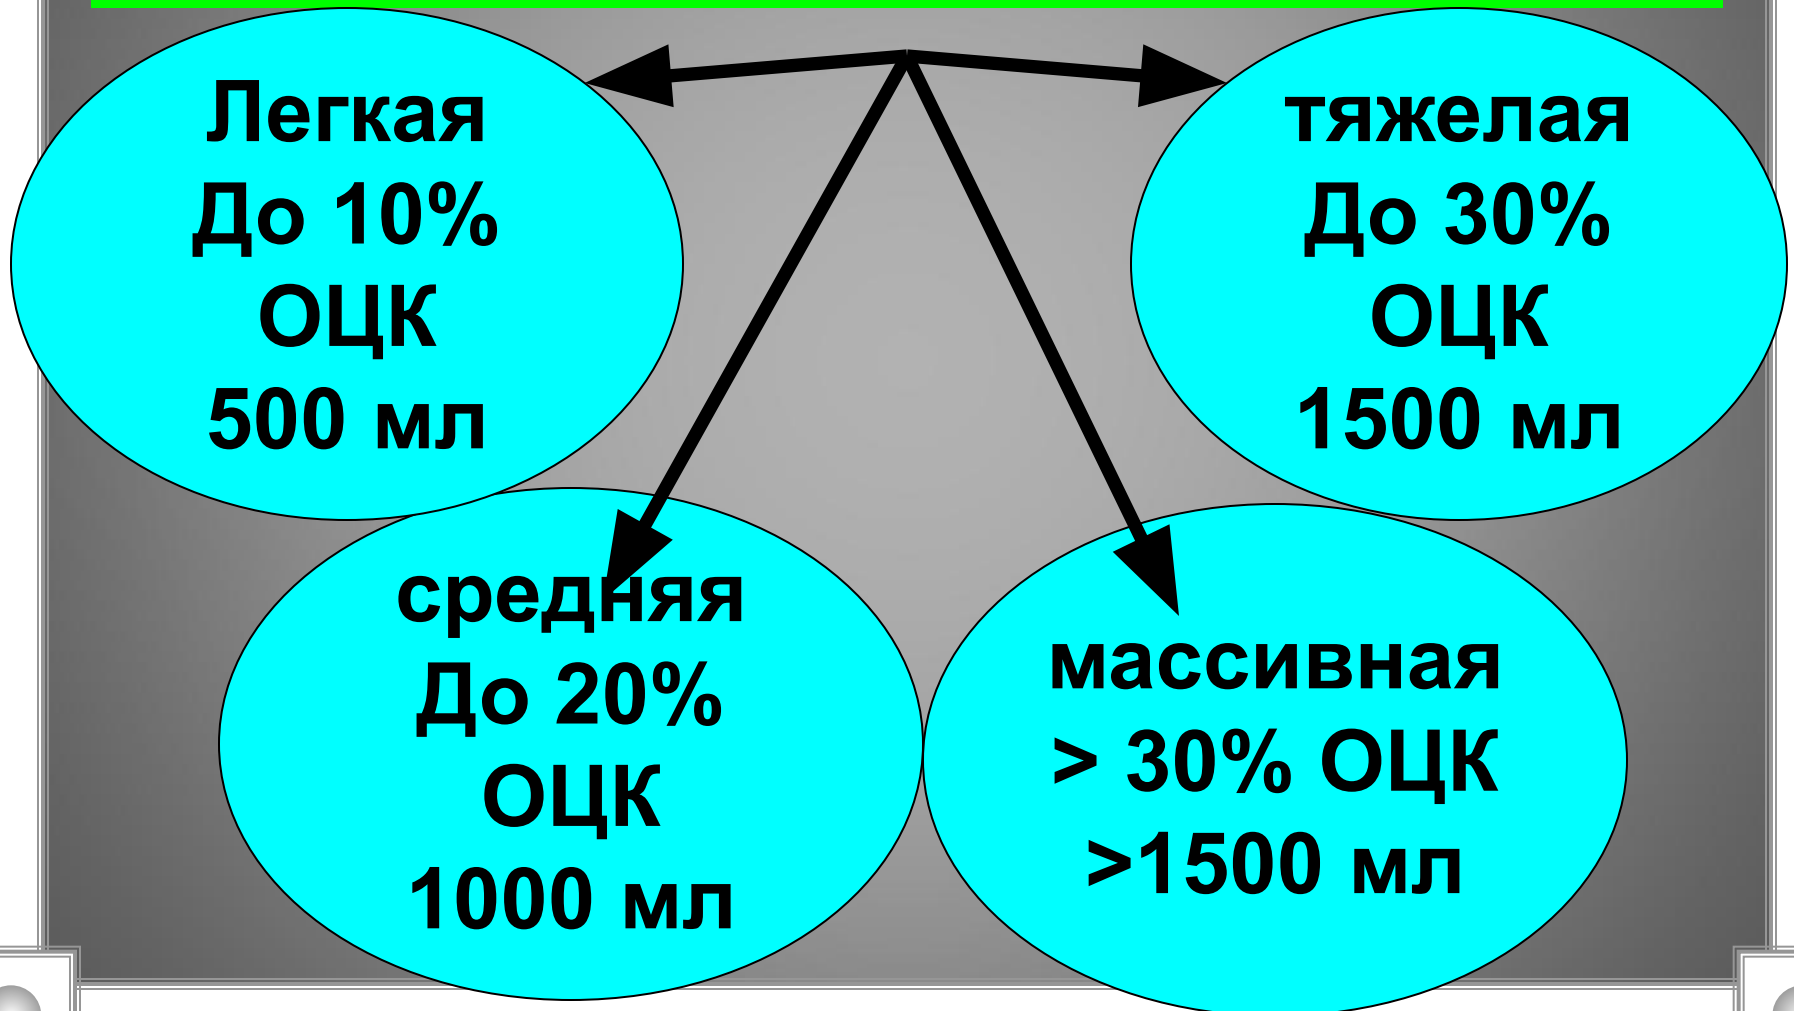 Легкая
До 10%
ОЦК
500 мл
тяжелая
До 30%
ОЦК
1500 мл
средняя
До 20%
ОЦК
1000 мл
массивная
> 30% ОЦК
>1500 мл